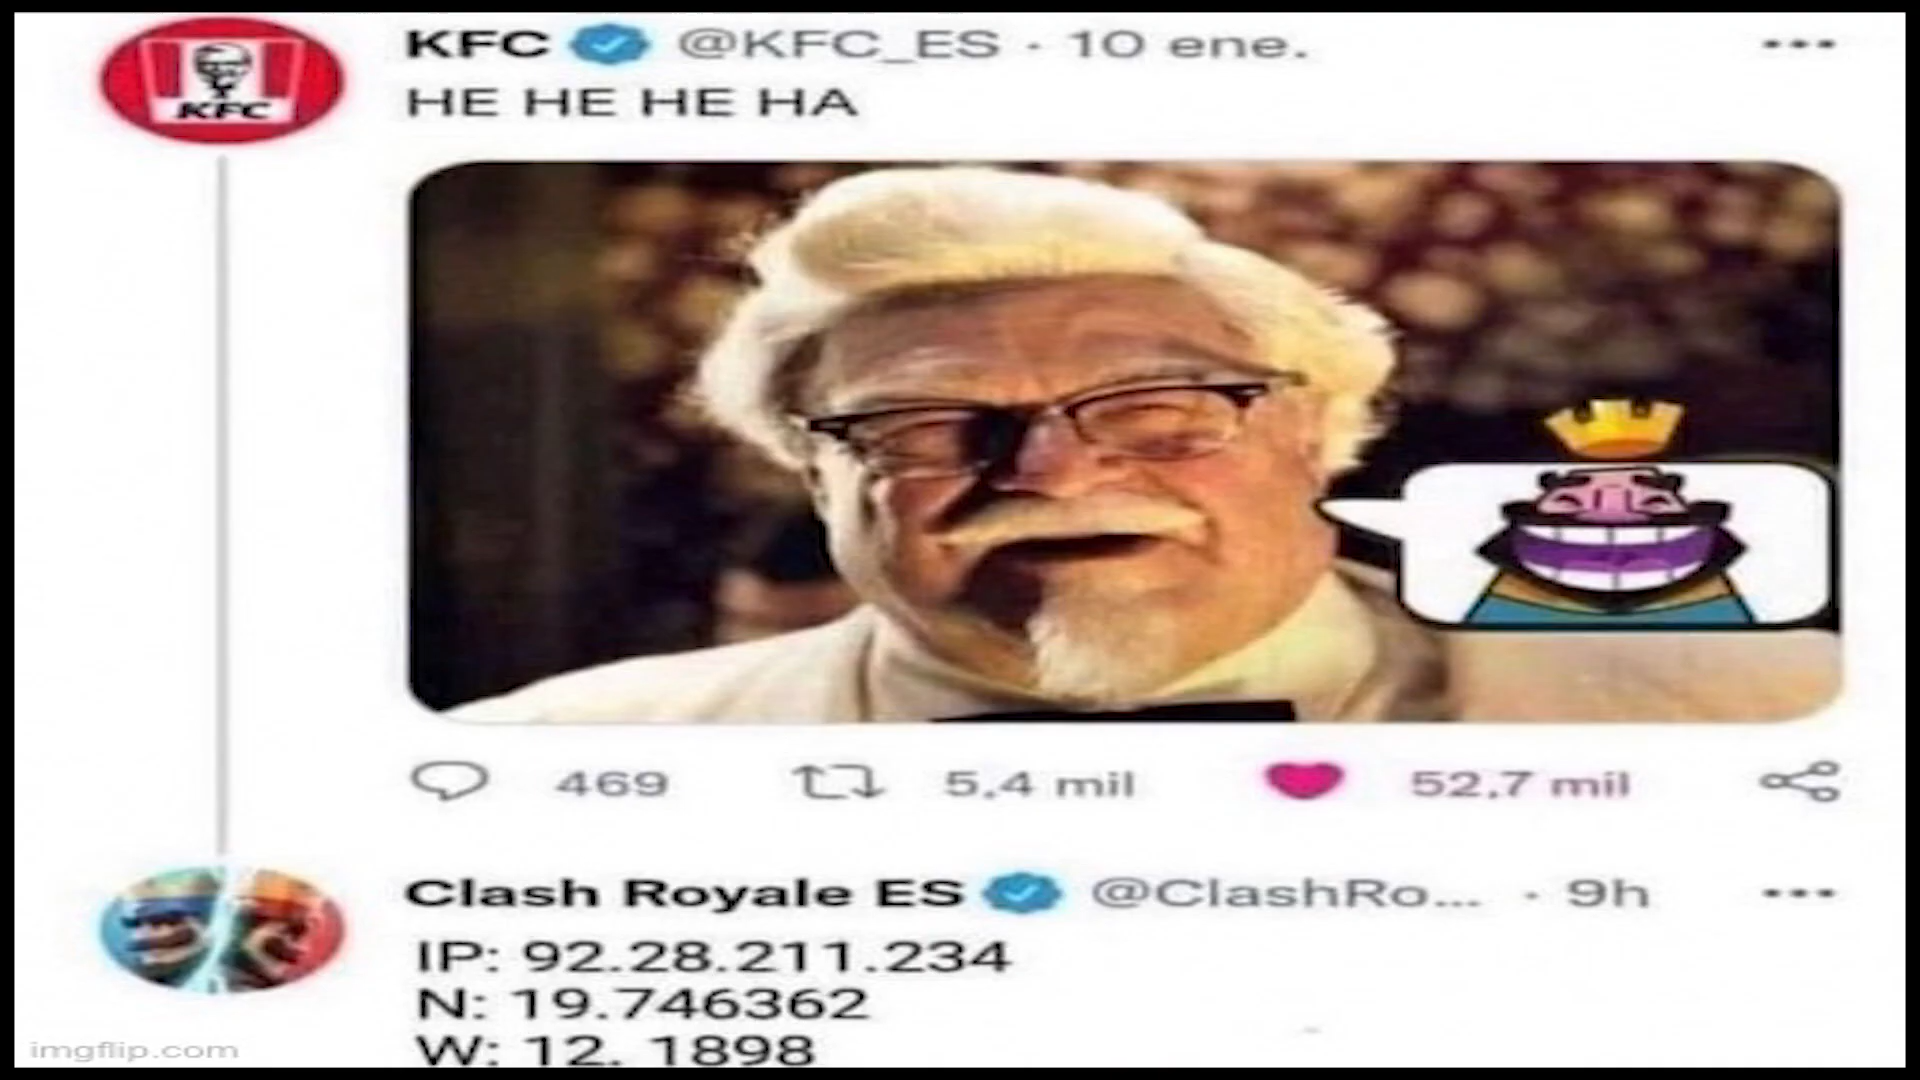 KFC @KFC_ES · 10 ene.
HE HE HE HA
KFC
469 5,4 mil 52,7 mil
Clash Royale ES @ClashRo... · 9h
IP: 92.28.211.234
N: 19.746362
W: 12. 1898
imgflip.com